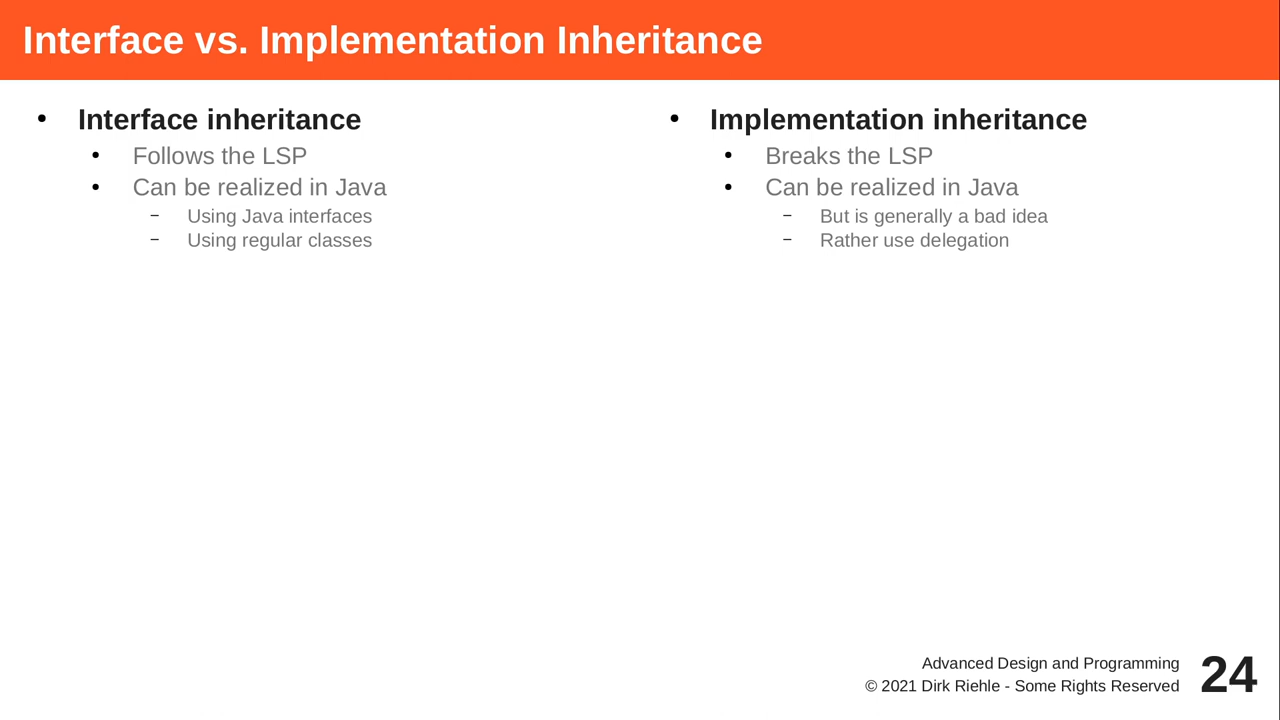 Interface vs. Implementation Inheritance
• Interface inheritance
• Follows the LSP
• Can be realized in Java
– Using Java interfaces
– Using regular classes
• Implementation inheritance
• Breaks the LSP
• Can be realized in Java
– But is generally a bad idea
– Rather use delegation
Advanced Design and Programming
© 2021 Dirk Riehle - Some Rights Reserved
24